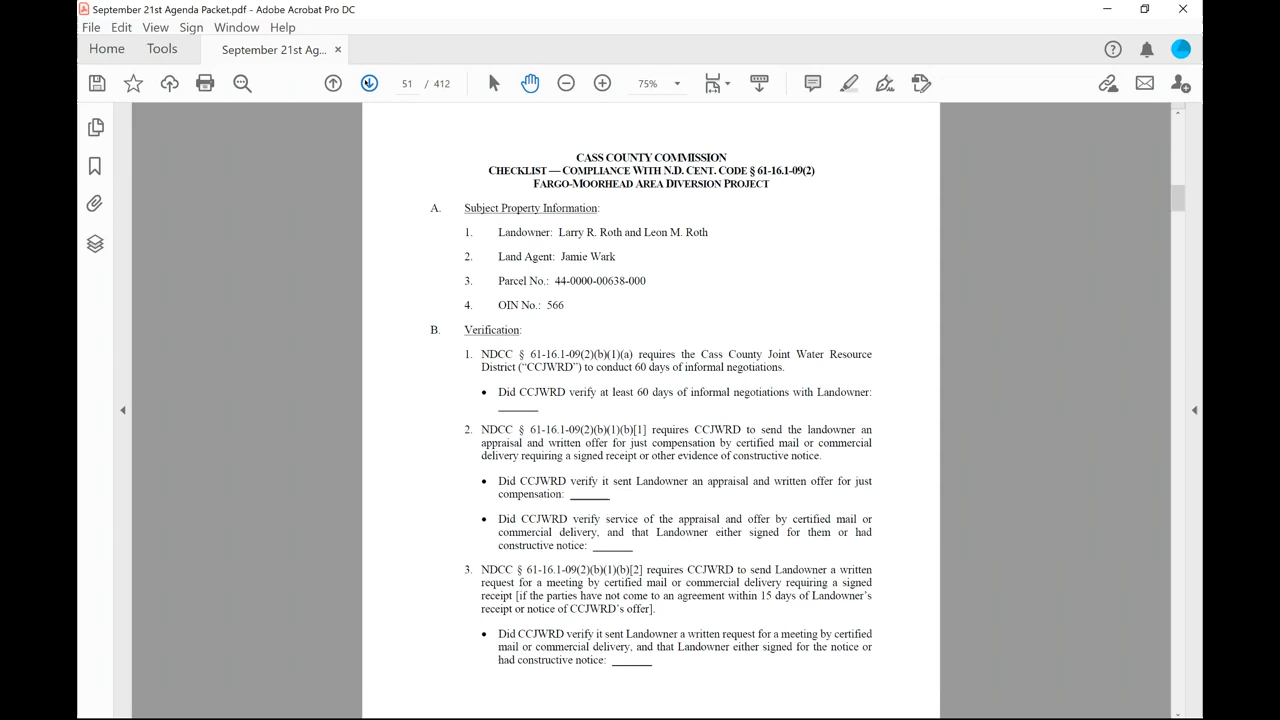 September 21st Agenda Packet.pdf - Adobe Acrobat Pro DC
File Edit View Sign Window Help
Home Tools September 21st Ag... ×
51 / 412 75%
CASS COUNTY COMMISSION
CHECKLIST — COMPLIANCE WITH N.D. CENT. CODE § 61-16.1-09(2)
FARGO-MOORHEAD AREA DIVERSION PROJECT
A. Subject Property Information:
1. Landowner: Larry R. Roth and Leon M. Roth
2. Land Agent: Jamie Wark
3. Parcel No.: 44-0000-00638-000
4. OIN No.: 566
B. Verification:
1. NDCC § 61-16.1-09(2)(b)(1)(a) requires the Cass County Joint Water Resource
District (“CCJWRD”) to conduct 60 days of informal negotiations.
• Did CCJWRD verify at least 60 days of informal negotiations with Landowner:
_______
2. NDCC § 61-16.1-09(2)(b)(1)(b)[1] requires CCJWRD to send the landowner an
appraisal and written offer for just compensation by certified mail or commercial
delivery requiring a signed receipt or other evidence of constructive notice.
• Did CCJWRD verify it sent Landowner an appraisal and written offer for just
compensation: _______
• Did CCJWRD verify service of the appraisal and offer by certified mail or
commercial delivery, and that Landowner either signed for them or had
constructive notice: _______
3. NDCC § 61-16.1-09(2)(b)(1)(b)[2] requires CCJWRD to send Landowner a written
request for a meeting by certified mail or commercial delivery requiring a signed
receipt [if the parties have not come to an agreement within 15 days of Landowner’s
receipt or notice of CCJWRD’s offer].
• Did CCJWRD verify it sent Landowner a written request for a meeting by certified
mail or commercial delivery, and that Landowner either signed for the notice or
had constructive notice: _______